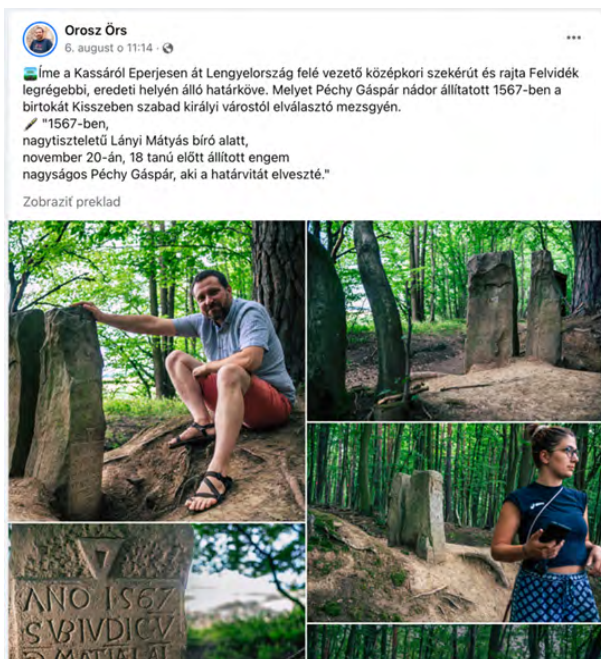 Orosz Örs
6. august o 11:14 ·
Íme a Kassáról Eperjesen át Lengyelország felé vezető középkori szekérút és rajta Felvidék
legrégebbi, eredeti helyén álló határköve. Melyet Péchy Gáspár nádor állítatott 1567-ben a
birtokát Kisszeben szabad királyi várostól elválasztó mezsgyén.
"1567-ben,
nagytiszteletű Lányi Mátyás bíró alatt,
november 20-án, 18 tanú előtt állított engem
nagyságos Péchy Gáspár, aki a határvitát elveszté."
Zobraziť preklad
ANO 1567
SVBIVDICV